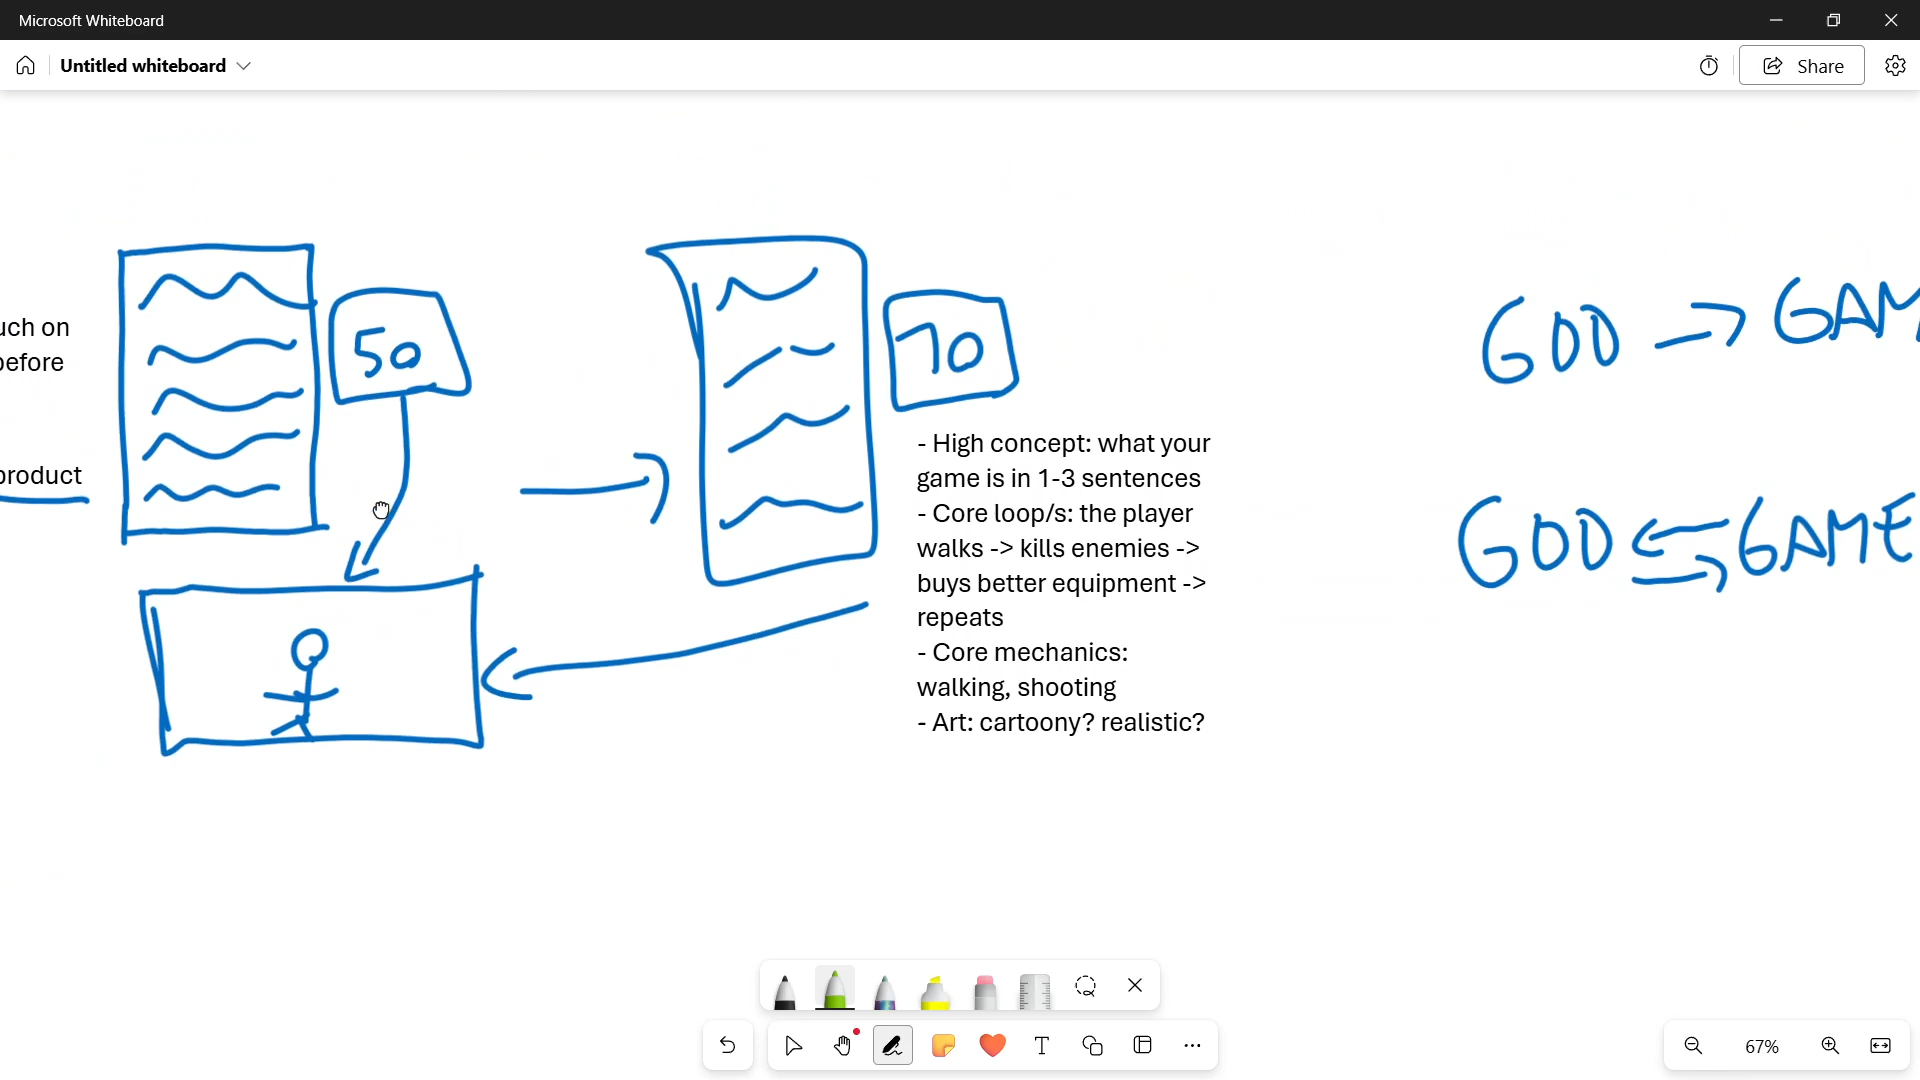 Microsoft Whiteboard
Untitled whiteboard
Share
uch on
before
product
50
70
- High concept: what your
game is in 1-3 sentences
- Core loop/s: the player
walks -> kills enemies ->
buys better equipment ->
repeats
- Core mechanics:
walking, shooting
- Art: cartoony? realistic?
GDD → GAM
GDD ⇆ GAME
67%